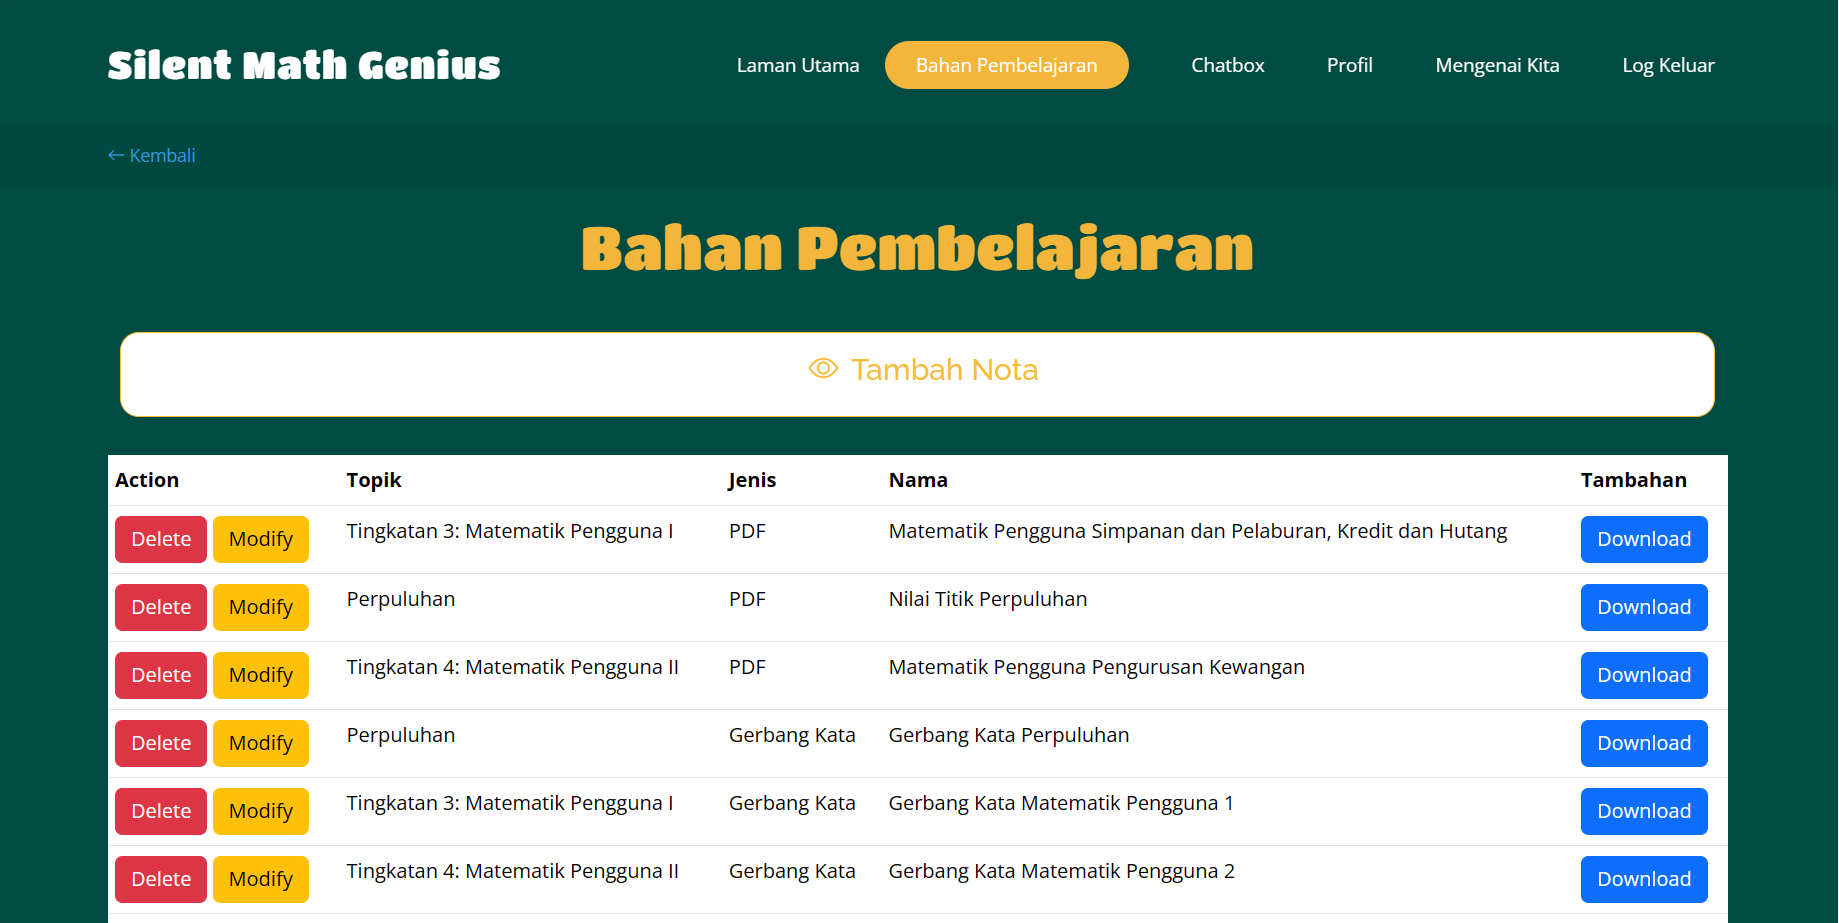 Silent Math Genius
Laman Utama Bahan Pembelajaran Chatbox Profil Mengenai Kita Log Keluar
← Kembali
Bahan Pembelajaran
Tambah Nota
Action Topik Jenis Nama Tambahan
Delete Modify Tingkatan 3: Matematik Pengguna I PDF Matematik Pengguna Simpanan dan Pelaburan, Kredit dan Hutang Download
Delete Modify Perpuluhan PDF Nilai Titik Perpuluhan Download
Delete Modify Tingkatan 4: Matematik Pengguna II PDF Matematik Pengguna Pengurusan Kewangan Download
Delete Modify Perpuluhan Gerbang Kata Gerbang Kata Perpuluhan Download
Delete Modify Tingkatan 3: Matematik Pengguna I Gerbang Kata Gerbang Kata Matematik Pengguna 1 Download
Delete Modify Tingkatan 4: Matematik Pengguna II Gerbang Kata Gerbang Kata Matematik Pengguna 2 Download